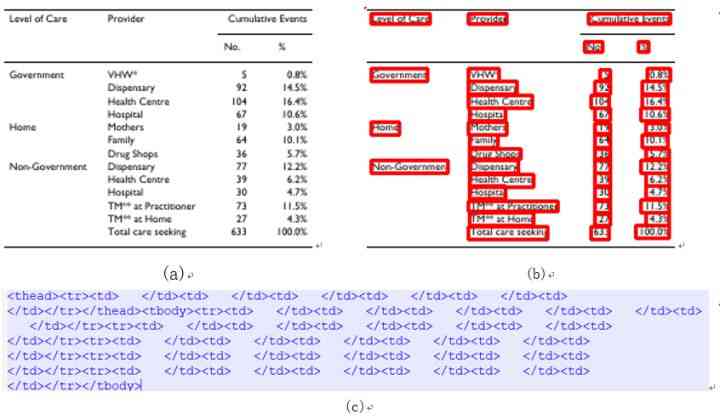 Level of Care Provider Cumulative Events
No. %
Government VHW* 5 0.8%
Dispensary 92 14.5%
Health Centre 104 16.4%
Hospital 67 10.6%
Home Mothers 19 3.0%
Family 64 10.1%
Drug Shops 36 5.7%
Non-Government Dispensary 77 12.2%
Health Centre 39 6.2%
Hospital 30 4.7%
TM** at Practitioner 73 11.5%
TM** at Home 27 4.3%
Total care seeking 633 100.0%
(a)
Level of Care Provider Cumulative Events
No. %
Government VHW 5 0.8%
Dispensary 92 14.5%
Health Centre 104 16.4%
Hospital 67 10.6%
Home Mothers 19 3.0%
Family 64 10.1%
Drug Shops 36 5.7%
Non-Governmen Dispensary 77 12.2%
Health Centre 39 6.2%
Hospital 30 4.7%
TM** at Practitioner 73 11.5%
TM** at Home 27 4.3%
Total care seekin 633 100.0%
(b)
<thead><tr><td> </td><td> </td><td> </td><td> </td><td> </td><td>
</td></tr></thead><tbody><tr><td> </td><td> </td><td> </td><td> </td><td> </td><td>
</td></tr><tr><td> </td><td> </td><td> </td><td> </td><td>
</td></tr><tr><td> </td><td> </td><td> </td><td> </td><td>
</td></tr><tr><td> </td><td> </td><td> </td><td> </td><td>
</td></tr><tr><td> </td><td> </td><td> </td><td> </td><td>
</td></tr></tbody>
(c)